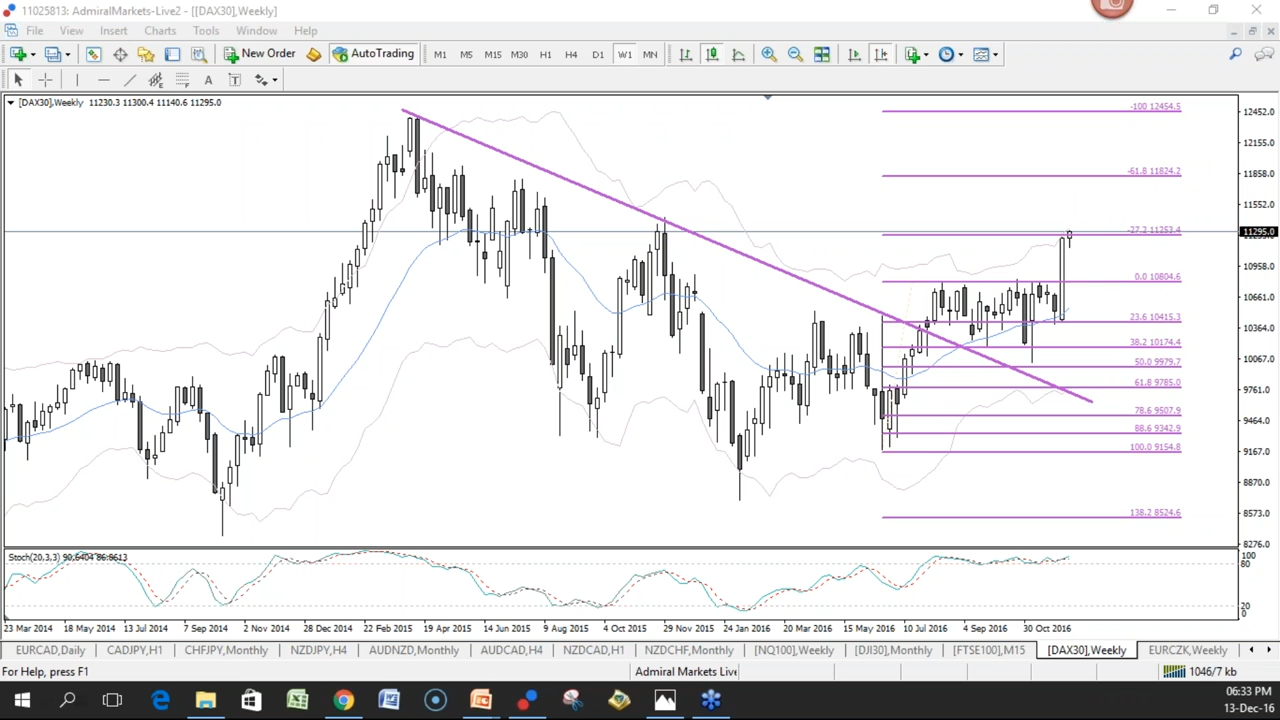 11025813: AdmiralMarkets-Live2 - [[DAX30],Weekly]
File View Insert Charts Tools Window Help
New Order AutoTrading M1 M5 M15 M30 H1 H4 D1 W1 MN
A T
[DAX30],Weekly 11230.3 11300.4 11140.6 11295.0
-100 12454.5
12452.0
12155.0
-61.8 11824.2
11858.0
11552.0
-27.2 11253.4
11295.0
0.0 10804.6
10958.0
10661.0
23.6 10415.3
10364.0
38.2 10174.4
50.0 9979.7
10067.0
61.8 9785.0
9761.0
78.6 9507.9
9464.0
88.6 9342.9
100.0 9154.8
9167.0
8870.0
138.2 8524.6
8573.0
8276.0
Stoch(20,3,3) 90.6404 86.8613
100
80
20
0
23 Mar 2014 18 May 2014 13 Jul 2014 7 Sep 2014 2 Nov 2014 28 Dec 2014 22 Feb 2015 19 Apr 2015 14 Jun 2015 9 Aug 2015 4 Oct 2015 29 Nov 2015 24 Jan 2016 20 Mar 2016 15 May 2016 10 Jul 2016 4 Sep 2016 30 Oct 2016
EURCAD,Daily CADJPY,H1 CHFJPY,Monthly NZDJPY,H4 AUDNZD,Monthly AUDCAD,H4 NZDCAD,H1 NZDCHF,Monthly [NQ100],Weekly [DJI30],Monthly [FTSE100],M15 [DAX30],Weekly EURCZK,Weekly
For Help, press F1 Admiral Markets Live 1046/7 kb
06:33 PM
13-Dec-16